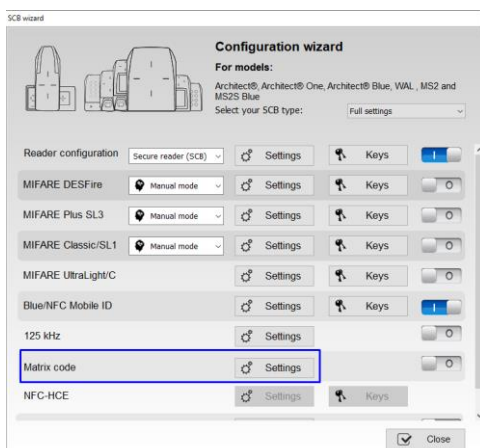 SCB wizard
Configuration wizard
For models:
Architect®, Architect® One, Architect® Blue, WAL , MS2 and
MS2S Blue
Select your SCB type: Full settings
Reader configuration Secure reader (SCB) Settings Keys I
MIFARE DESFire Manual mode Settings Keys O
MIFARE Plus SL3 Manual mode Settings Keys O
MIFARE Classic/SL1 Manual mode Settings Keys O
MIFARE UltraLight/C Settings Keys O
Blue/NFC Mobile ID Settings Keys I
125 kHz Settings O
Matrix code Settings O
NFC-HCE Settings Keys
Close